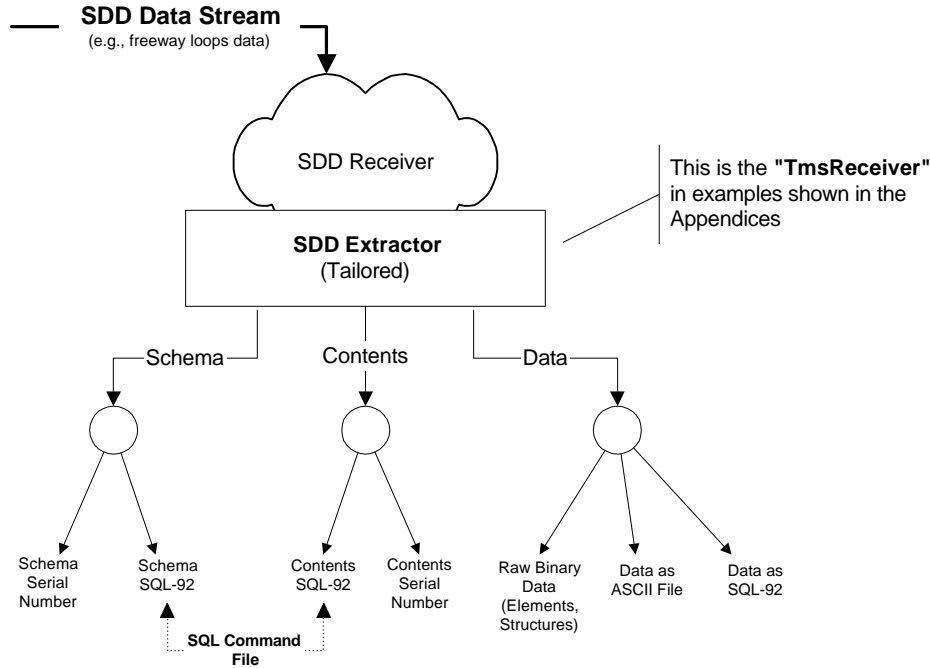 SDD Data Stream
(e.g., freeway loops data)
SDD Receiver
This is the "TmsReceiver"
in examples shown in the
Appendices
SDD Extractor
(Tailored)
Schema
Contents
Data
Schema
Serial
Number
Schema
SQL-92
Contents
SQL-92
Contents
Serial
Number
Raw Binary
Data
(Elements,
Structures)
Data as
ASCII File
Data as
SQL-92
SQL Command
File